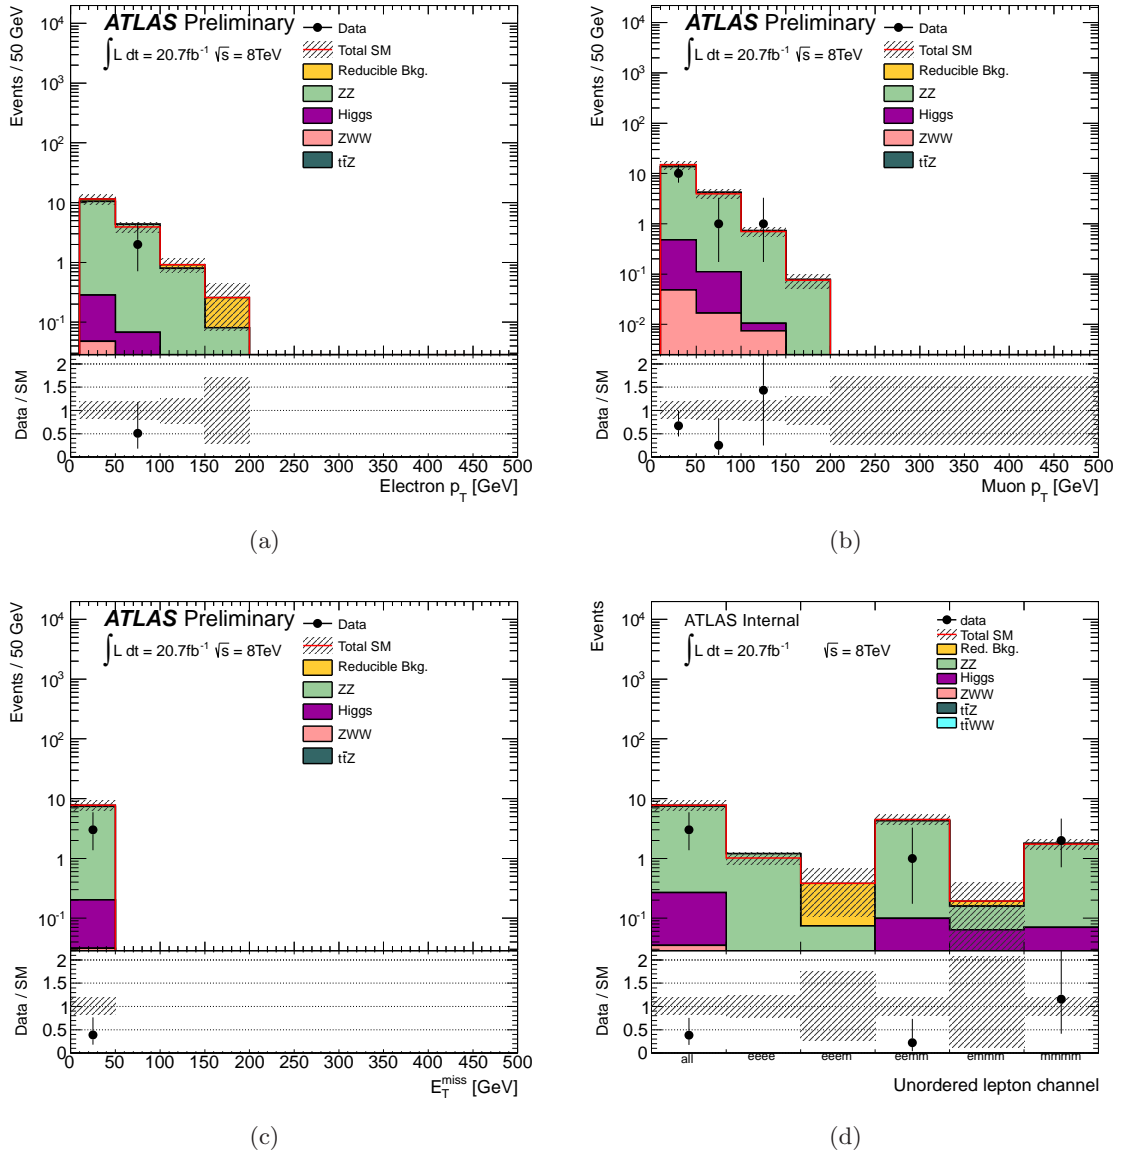 ATLAS Preliminary
∫ L dt = 20.7fb⁻¹ √s = 8TeV
Data
Total SM
Reducible Bkg.
ZZ
Higgs
ZWW
tt̄Z
Events / 50 GeV
10⁴
10³
10²
10
1
10⁻¹
Data / SM
2
1.5
1
0.5
0
0 50 100 150 200 250 300 350 400 450 500
Electron p_T [GeV]
(a)
ATLAS Preliminary
∫ L dt = 20.7fb⁻¹ √s = 8TeV
Data
Total SM
Reducible Bkg.
ZZ
Higgs
ZWW
tt̄Z
Events / 50 GeV
10⁴
10³
10²
10
1
10⁻¹
10⁻²
Data / SM
2
1.5
1
0.5
0
0 50 100 150 200 250 300 350 400 450 500
Muon p_T [GeV]
(b)
ATLAS Preliminary
∫ L dt = 20.7fb⁻¹ √s = 8TeV
Data
Total SM
Reducible Bkg.
ZZ
Higgs
ZWW
tt̄Z
Events / 50 GeV
10⁴
10³
10²
10
1
10⁻¹
Data / SM
2
1.5
1
0.5
0
0 50 100 150 200 250 300 350 400 450 500
E_T^miss [GeV]
(c)
ATLAS Internal
∫ L dt = 20.7fb⁻¹ √s = 8TeV
data
Total SM
Red. Bkg.
ZZ
Higgs
ZWW
tt̄Z
tt̄WW
Events
10⁴
10³
10²
10
1
10⁻¹
Data / SM
2
1.5
1
0.5
0
all eeee eeem eemm emmm mmmm
Unordered lepton channel
(d)